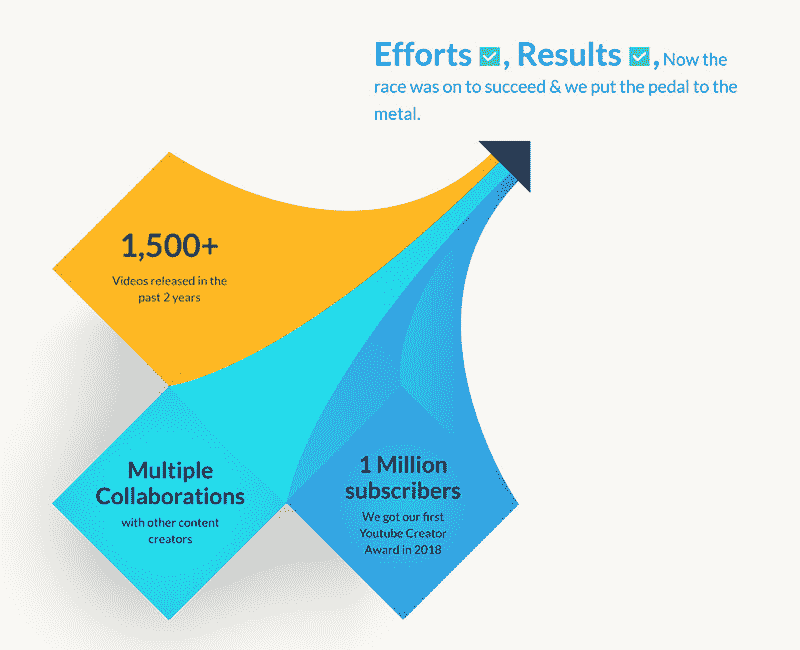 Efforts ☑, Results ☑, Now the
race was on to succeed & we put the pedal to the
metal.
1,500+
Videos released in the
past 2 years
Multiple
Collaborations
with other content
creators
1 Million
subscribers
We got our first
Youtube Creator
Award in 2018